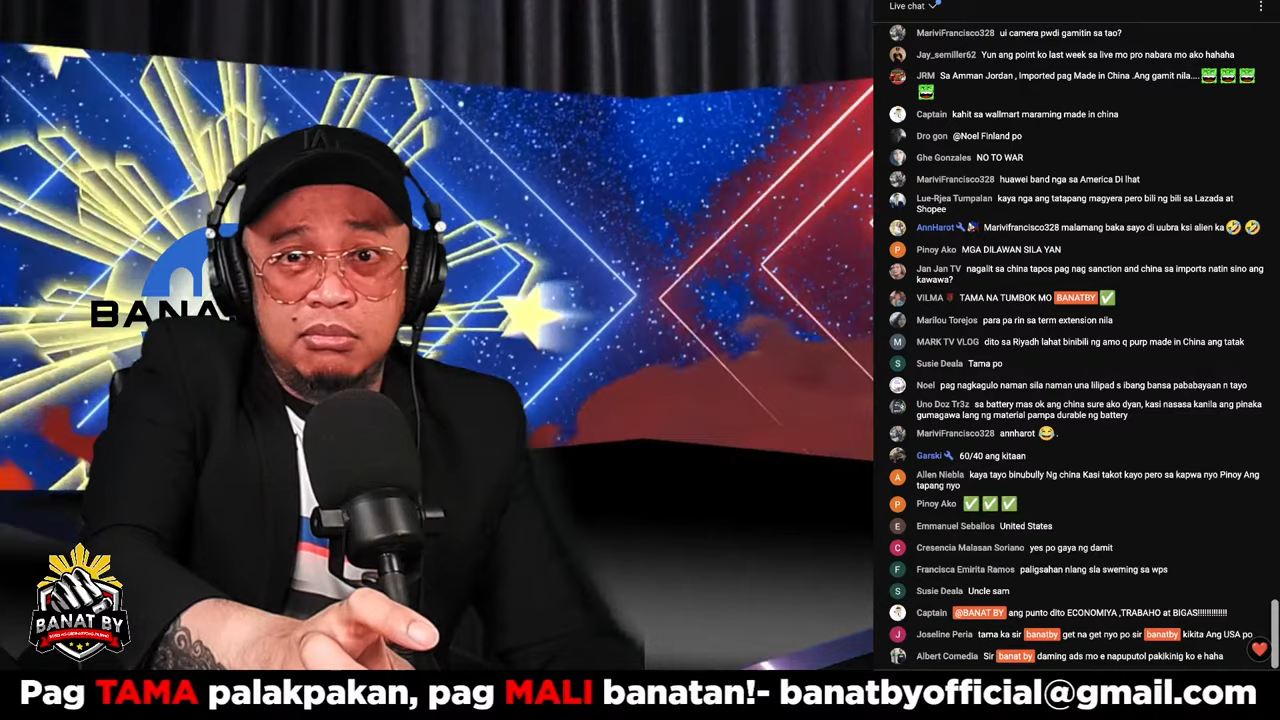 Live chat
MariviFrancisco328 ui camera pwdi gamitin sa tao?
Jay_semiller62 Yun ang point ko last week sa live mo pro nabara mo ako hahaha
JRM Sa Amman Jordan , Imported pag Made in China .Ang gamit nila....
Captain kahit sa wallmart maraming made in china
Dro gon @Noel Finland po
Ghe Gonzales NO TO WAR
MariviFrancisco328 huawei band nga sa America Di lhat
Lue-Rjea Tumpalan kaya nga ang tatapang magyera pero bili ng bili sa Lazada at
Shopee
AnnHarot Marivifrancisco328 malamang baka sayo di uubra ksi alien ka
Pinoy Ako MGA DILAWAN SILA YAN
Jan Jan TV nagalit sa china tapos pag nag sanction and china sa imports natin sino ang
kawawa?
VILMA TAMA NA TUMBOK MO BANATBY
Marilou Torejos para pa rin sa term extension nila
MARK TV VLOG dito sa Riyadh lahat binibili ng amo q purp made in China ang tatak
Susie Deala Tama po
Noel pag nagkagulo naman sila naman una lilipad s ibang bansa pababayaan n tayo
Uno Doz Tr3z sa battery mas ok ang china sure ako dyan, kasi nasasa kanila ang pinaka
gumagawa lang ng material pampa durable ng battery
MariviFrancisco328 annharot .
Garski 60/40 ang kitaan
Allen Niebla kaya tayo binubully Ng china Kasi takot kayo pero sa kapwa nyo Pinoy Ang
tapang nyo
Pinoy Ako
Emmanuel Seballos United States
Cresencia Malasan Soriano yes po gaya ng damit
Francisca Emirita Ramos paligsahan nlang sla sweming sa wps
Susie Deala Uncle sam
Captain @BANAT BY ang punto dito ECONOMIYA ,TRABAHO at BIGAS!!!!!!!!!!!!!
Joseline Peria tama ka sir banatby get na get nyo po sir banatby kikita Ang USA po
Albert Comedia Sir banat by daming ads mo e napuputol pakikinig ko e haha
BANA
BANAT BY
Pag TAMA palakpakan, pag MALI banatan!- banatbyofficial@gmail.com